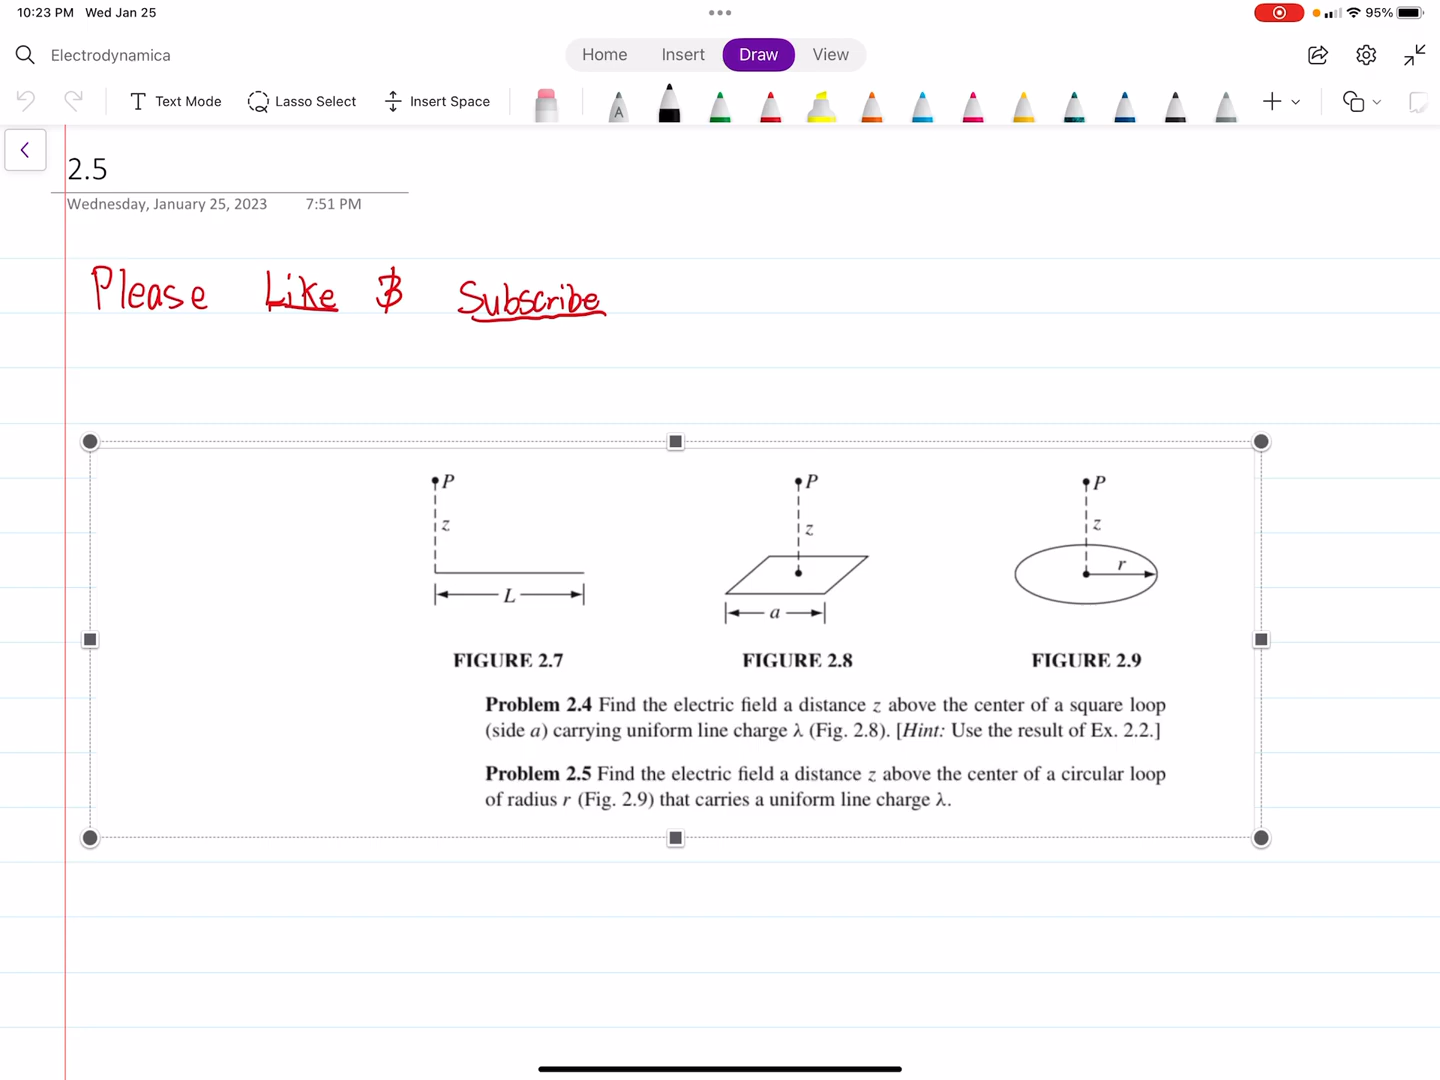 10:23 PM Wed Jan 25
95%
Electrodynamica
Home Insert Draw View
Text Mode Lasso Select Insert Space
A
2.5
Wednesday, January 25, 2023 7:51 PM
Please Like & Subscribe
P P P
z z z
r
L a
FIGURE 2.7 FIGURE 2.8 FIGURE 2.9
Problem 2.4 Find the electric field a distance z above the center of a square loop
(side a) carrying uniform line charge λ (Fig. 2.8). [Hint: Use the result of Ex. 2.2.]
Problem 2.5 Find the electric field a distance z above the center of a circular loop
of radius r (Fig. 2.9) that carries a uniform line charge λ.